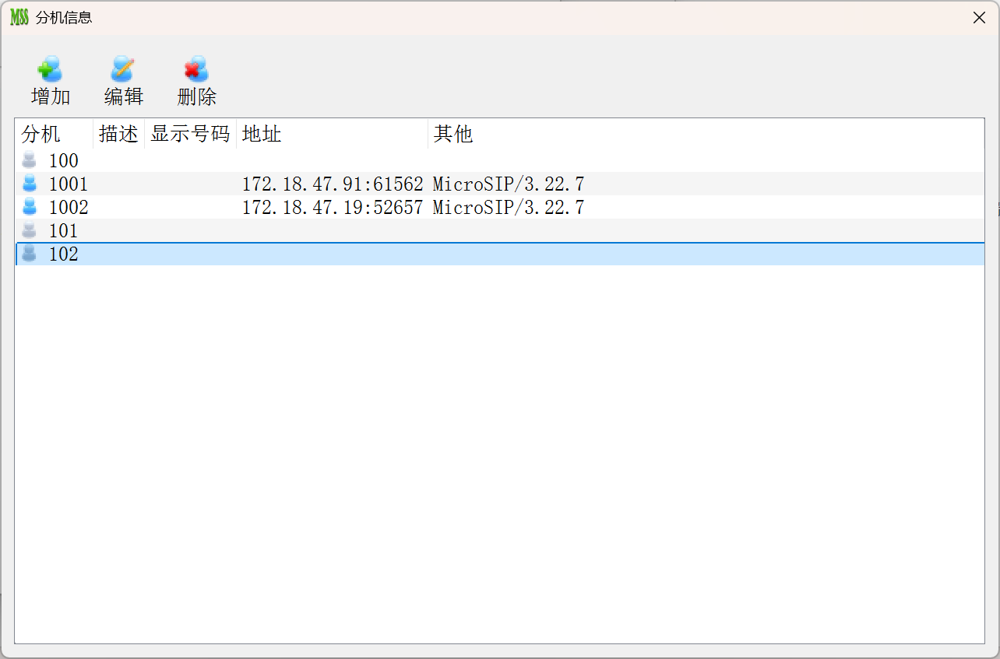 MSS 分机信息
增加 编辑 删除
分机 描述 显示号码 地址 其他
100
1001 172.18.47.91:61562 MicroSIP/3.22.7
1002 172.18.47.19:52657 MicroSIP/3.22.7
101
102